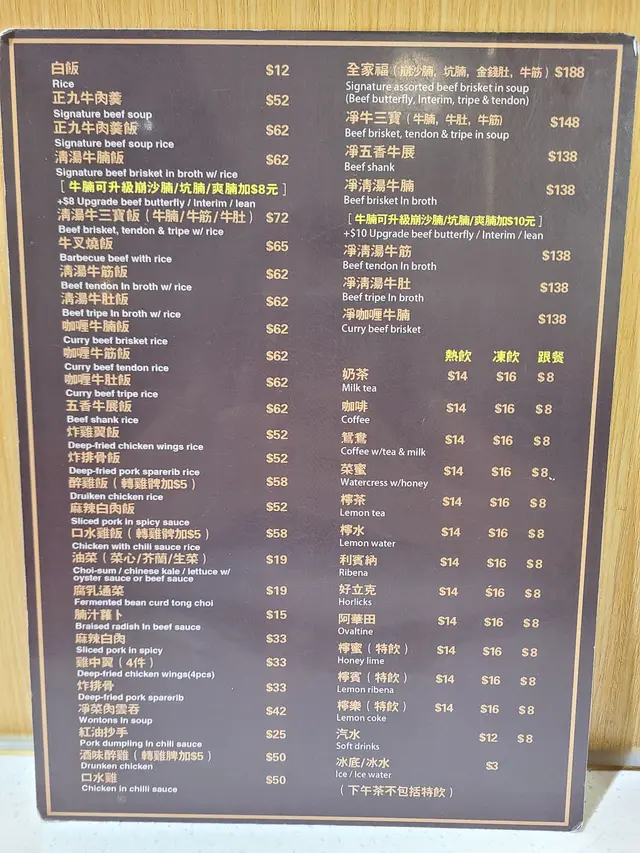 白飯 $12
Rice
正九牛肉羹 $52
Signature beef soup
正九牛肉羹飯 $62
Signature beef soup rice
清湯牛腩飯 $62
Signature beef brisket in broth w/ rice
[ 牛腩可升級崩沙腩/坑腩/爽腩加$8元 ]
+$8 Upgrade beef butterfly / Interim / lean
清湯牛三寶飯（牛腩/牛筋/牛肚） $72
Beef brisket, tendon & tripe w/ rice
牛叉燒飯 $65
Barbecue beef with rice
清湯牛筋飯 $62
Beef tendon In broth w/ rice
清湯牛肚飯 $62
Beef tripe In broth w/ rice
咖喱牛腩飯 $62
Curry beef brisket rice
咖喱牛筋飯 $62
Curry beef tendon rice
咖喱牛肚飯 $62
Curry beef tripe rice
五香牛展飯 $62
Beef shank rice
炸雞翼飯 $52
Deep-fried chicken wings rice
炸排骨飯 $52
Deep-fried pork sparerib rice
醉雞飯（轉雞髀加$5） $58
Druiken chicken rice
麻辣白肉飯 $52
Sliced pork in spicy sauce
口水雞飯（轉雞髀加$5） $58
Chicken with chili sauce rice
油菜（菜心/芥蘭/生菜） $19
Choi-sum / chinese kale / lettuce w/
oyster sauce or beef sauce
腐乳通菜 $19
Fermented bean curd tong choi
腩汁蘿卜 $15
Braised radish In beef sauce
麻辣白肉 $33
Sliced pork in spicy
雞中翼（4件） $33
Deep-fried chicken wings(4pcs)
炸排骨 $33
Deep-fried pork sparerib
凈菜肉雲吞 $42
Wontons In soup
紅油抄手 $25
Pork dumpling in chili sauce
酒味醉雞（轉雞脾加$5） $50
Drunken chicken
口水雞 $50
Chicken in chilli sauce
全家福（崩沙腩, 坑腩, 金錢肚, 牛筋） $188
Signature assorted beef brisket in soup
(Beef butterfly, Interim, tripe & tendon)
凈牛三寶（牛腩, 牛肚, 牛筋） $148
Beef brisket, tendon & tripe in soup
凈五香牛展 $138
Beef shank
凈清湯牛腩 $138
Beef brisket In broth
[ 牛腩可升級崩沙腩/坑腩/爽腩加$10元 ]
+$10 Upgrade beef butterfly / Interim / lean
凈清湯牛筋 $138
Beef tendon In broth
凈清湯牛肚 $138
Beef tripe In broth
凈咖喱牛腩 $138
Curry beef brisket
熱飲 凍飲 跟餐
奶茶 $14 $16 $8
Milk tea
咖啡 $14 $16 $8
Coffee
鴛鴦 $14 $16 $8
Coffee w/tea & milk
菜蜜 $14 $16 $8
Watercress w/honey
檸茶 $14 $16 $8
Lemon tea
檸水 $14 $16 $8
Lemon water
利賓納 $14 $16 $8
Ribena
好立克 $14 $16 $8
Horlicks
阿華田 $14 $16 $8
Ovaltine
檸蜜（特飲） $14 $16 $8
Honey lime
檸賓（特飲） $14 $16 $8
Lemon ribena
檸樂（特飲） $14 $16 $8
Lemon coke
汽水 $12 $8
Soft drinks
冰底/冰水 $3
Ice / Ice water
（下午茶不包括特飲）